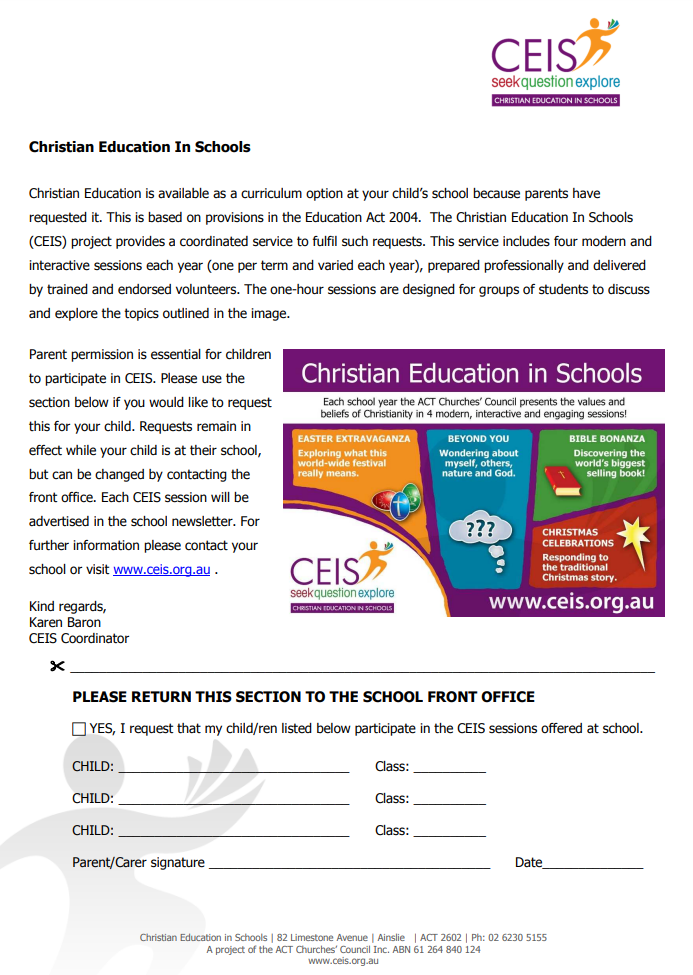 CEIS
seek question explore
CHRISTIAN EDUCATION IN SCHOOLS
Christian Education In Schools
Christian Education is available as a curriculum option at your child's school because parents have
requested it. This is based on provisions in the Education Act 2004.  The Christian Education In Schools
(CEIS) project provides a coordinated service to fulfil such requests. This service includes four modern and
interactive sessions each year (one per term and varied each year), prepared professionally and delivered
by trained and endorsed volunteers. The one-hour sessions are designed for groups of students to discuss
and explore the topics outlined in the image.
Parent permission is essential for children
to participate in CEIS. Please use the
section below if you would like to request
this for your child. Requests remain in
effect while your child is at their school,
but can be changed by contacting the
front office. Each CEIS session will be
advertised in the school newsletter. For
further information please contact your
school or visit www.ceis.org.au .
Christian Education in Schools
Each school year the ACT Churches' Council presents the values and
beliefs of Christianity in 4 modern, interactive and engaging sessions!
EASTER EXTRAVAGANZA
Exploring what this
world-wide festival
really means.
BEYOND YOU
Wondering about
myself, others,
nature and God.
???
BIBLE BONANZA
Discovering the
world's biggest
selling book!
CHRISTMAS
CELEBRATIONS
Responding to
the traditional
Christmas story.
CEIS
seek question explore
CHRISTIAN EDUCATION IN SCHOOLS
www.ceis.org.au
Kind regards,
Karen Baron
CEIS Coordinator
PLEASE RETURN THIS SECTION TO THE SCHOOL FRONT OFFICE
YES, I request that my child/ren listed below participate in the CEIS sessions offered at school.
CHILD: ______________________________ Class: __________
CHILD: ______________________________ Class: __________
CHILD: ______________________________ Class: __________
Parent/Carer signature _____________________________________ Date_____________
Christian Education in Schools | 82 Limestone Avenue | Ainslie | ACT 2602 | Ph: 02 6230 5155
A project of the ACT Churches' Council Inc. ABN 61 264 840 124
www.ceis.org.au